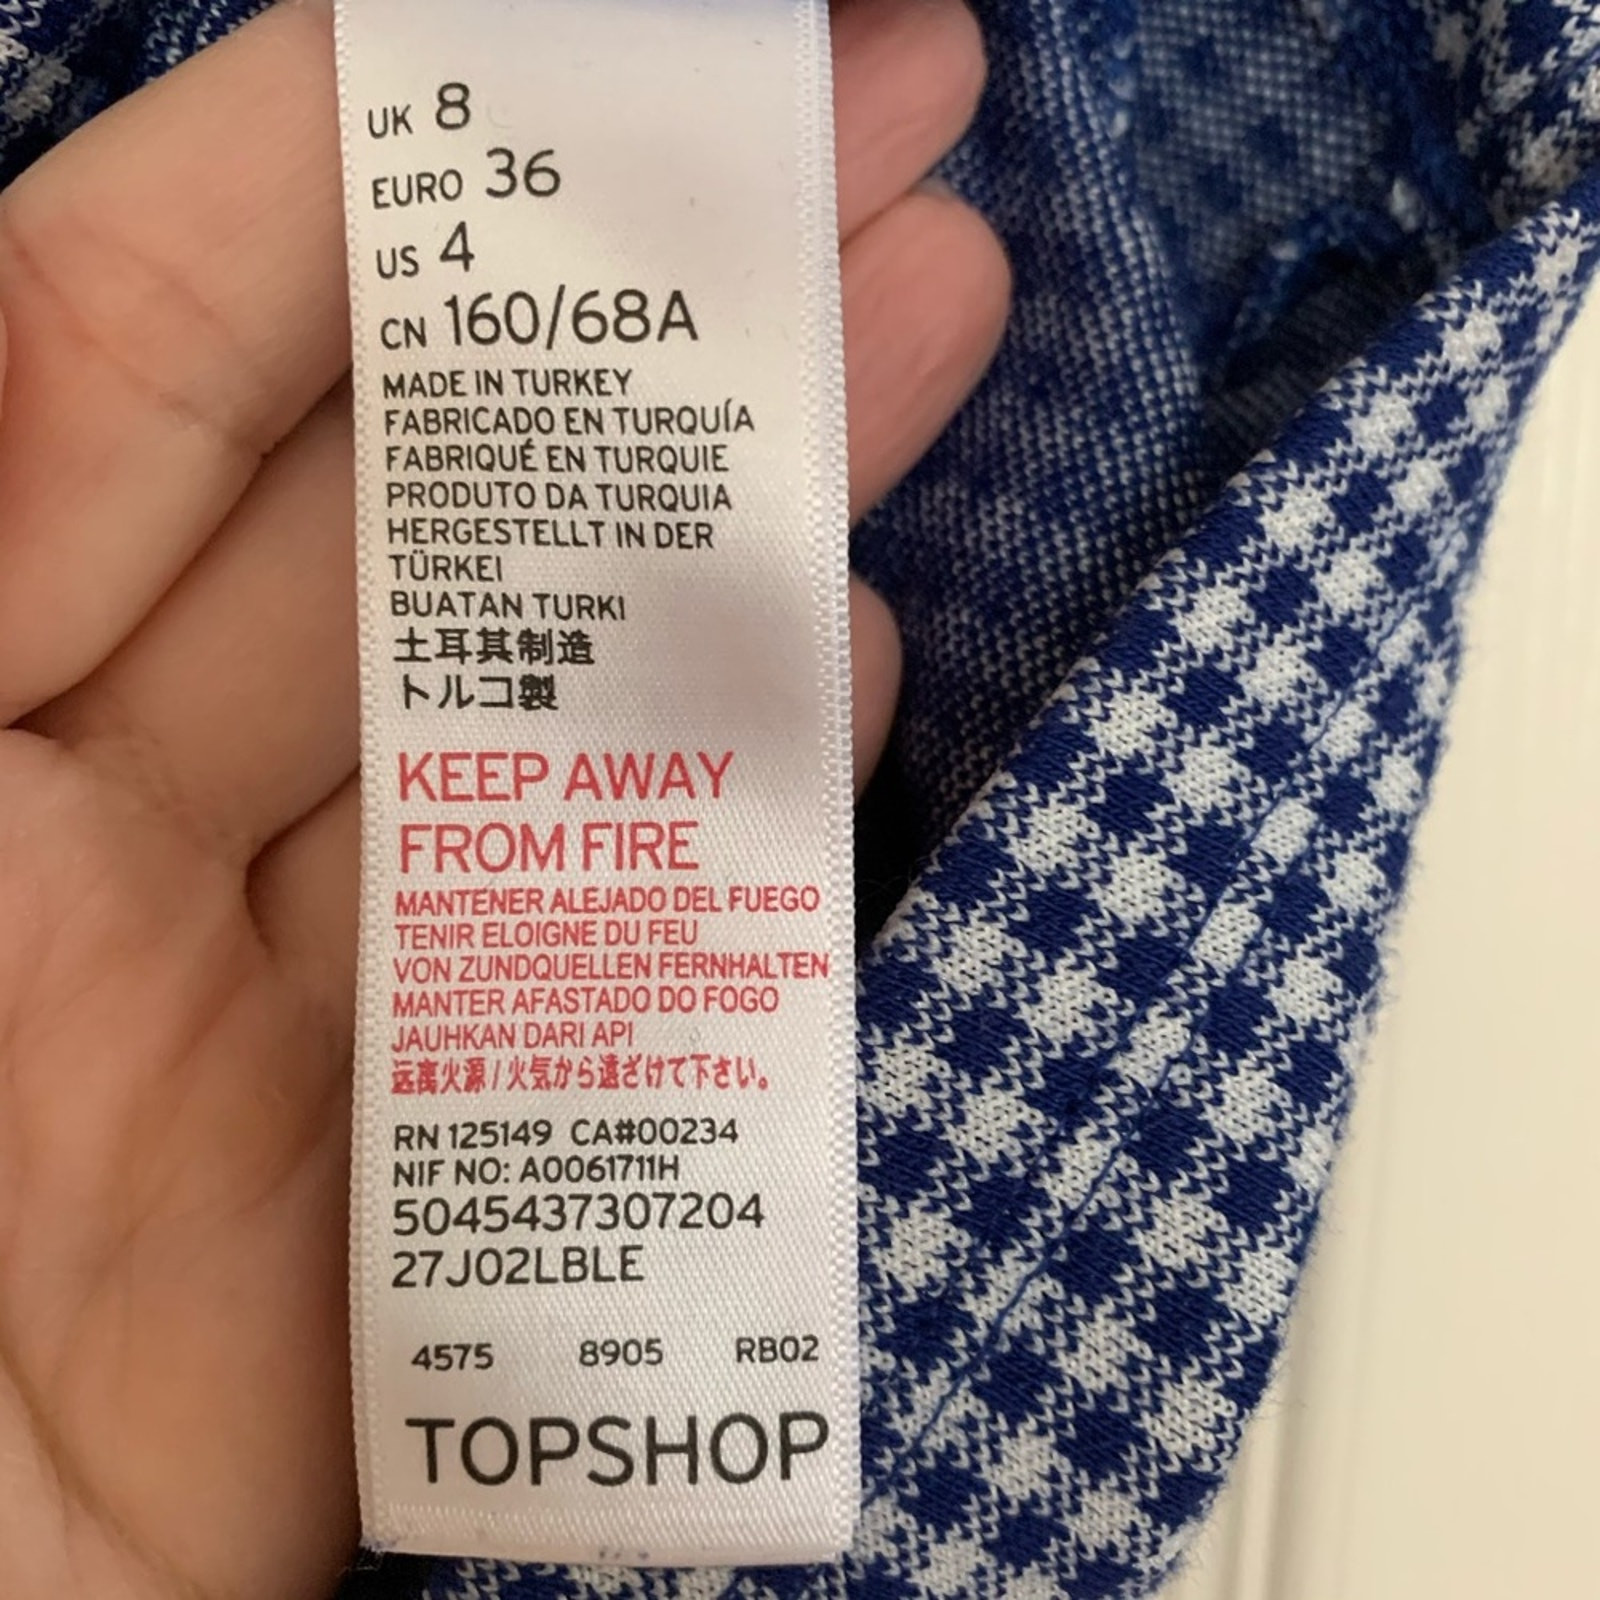 UK 8
EURO 36
US 4
CN 160/68A
MADE IN TURKEY
FABRICADO EN TURQUÍA
FABRIQUÉ EN TURQUIE
PRODUTO DA TURQUIA
HERGESTELLT IN DER
TÜRKEI
BUATAN TURKI
土耳其制造
トルコ製
KEEP AWAY
FROM FIRE
MANTENER ALEJADO DEL FUEGO
TENIR ELOIGNE DU FEU
VON ZUNDQUELLEN FERNHALTEN
MANTER AFASTADO DO FOGO
JAUHKAN DARI API
远离火源 / 火気から遠ざけて下さい。
RN 125149 CA#00234
NIF NO: A0061711H
5045437307204
27J02LBLE
4575 8905 RB02
TOPSHOP